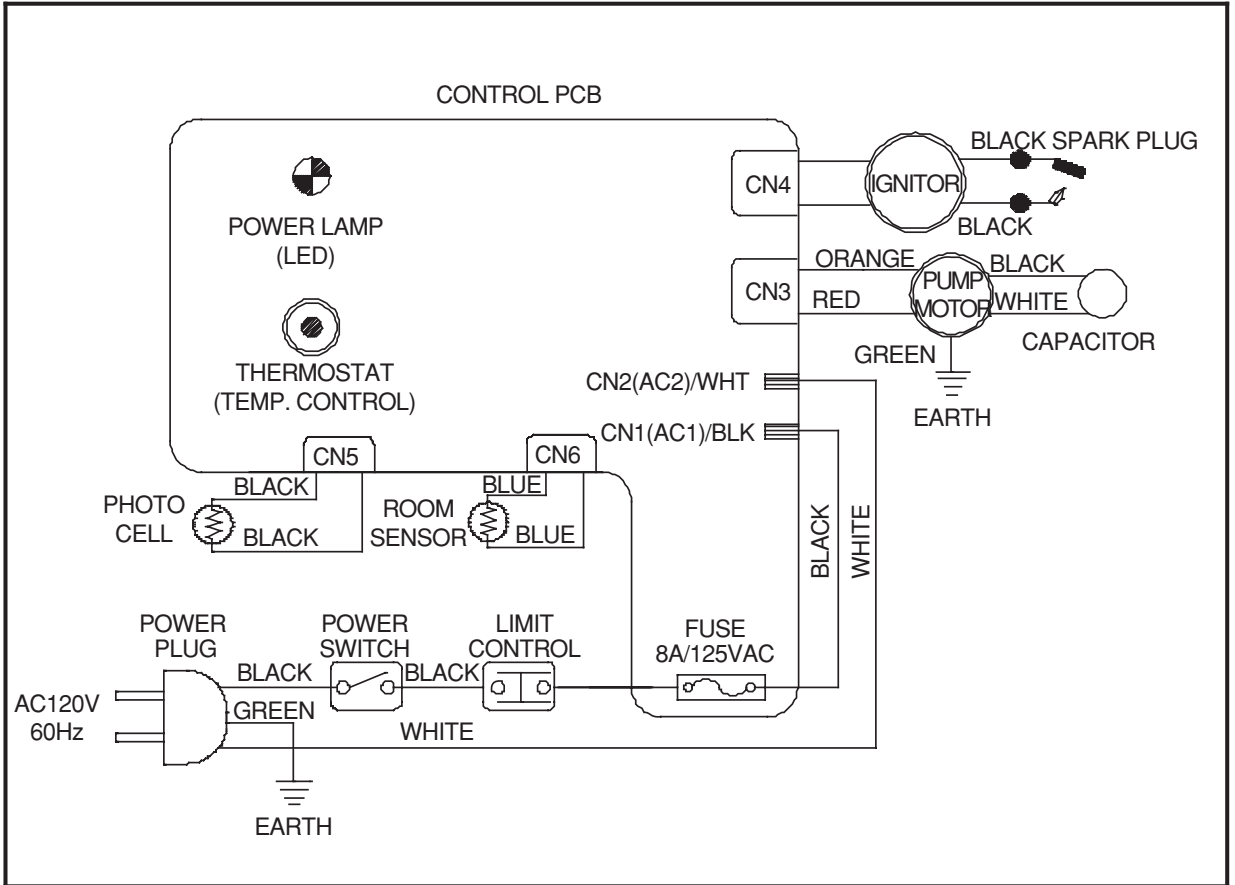 CONTROL PCB
POWER LAMP
(LED)
THERMOSTAT
(TEMP. CONTROL)
CN4
IGNITOR
BLACK SPARK PLUG
BLACK
CN3
ORANGE
RED
PUMP
MOTOR
BLACK
WHITE
CAPACITOR
GREEN
EARTH
CN2(AC2)/WHT
CN1(AC1)/BLK
BLACK
WHITE
CN5
BLACK
PHOTO
CELL
BLACK
CN6
BLUE
ROOM
SENSOR
BLUE
POWER
PLUG
AC120V
60Hz
BLACK
GREEN
WHITE
EARTH
POWER
SWITCH
BLACK
LIMIT
CONTROL
FUSE
8A/125VAC